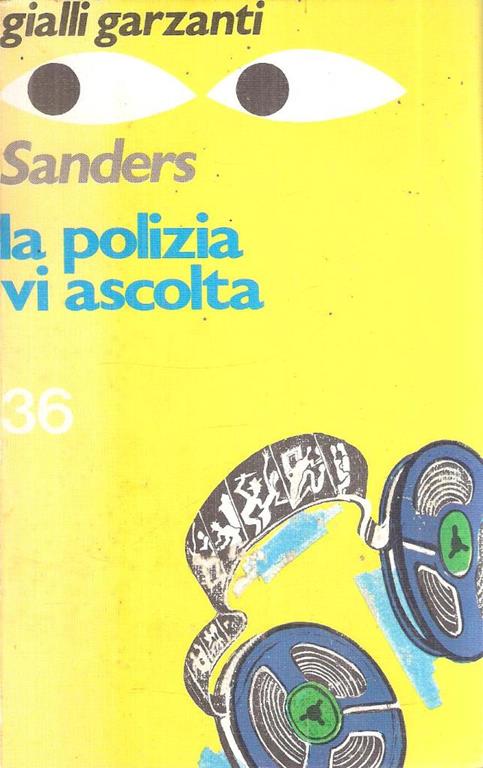 gialli garzanti
Sanders
la polizia
vi ascolta
36